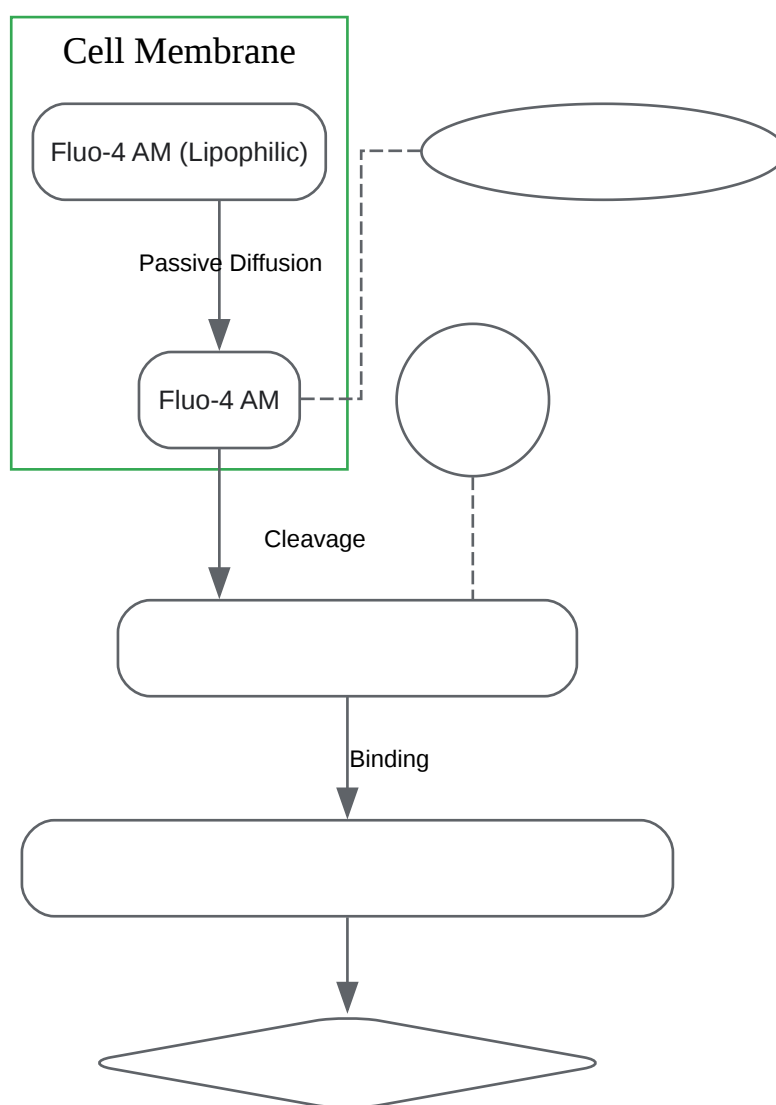 Cell Membrane
Fluo-4 AM (Lipophilic)
Passive Diffusion
Fluo-4 AM
Cleavage
Binding